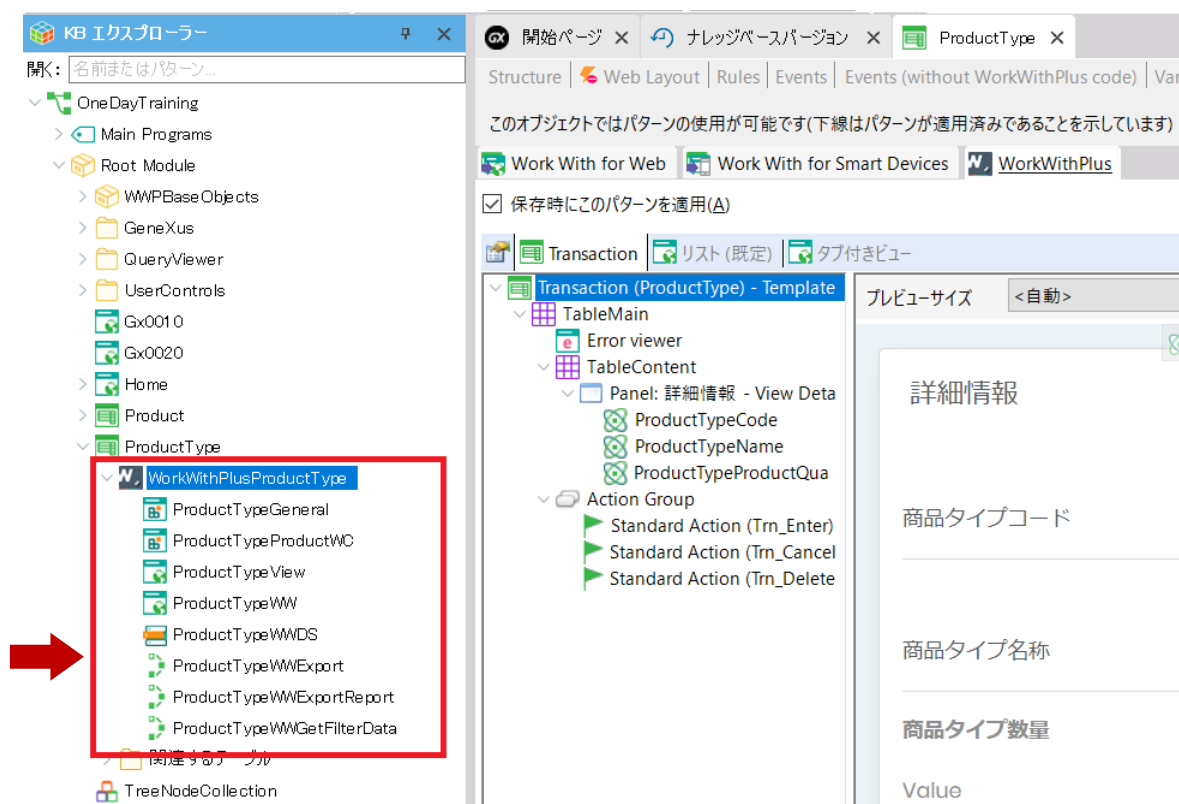 KB エクスプローラー
開く: 名前またはパターン...
OneDayTraining
Main Programs
Root Module
WWPBaseObjects
GeneXus
QueryViewer
UserControls
Gx0010
Gx0020
Home
Product
ProductType
WorkWithPlusProductType
ProductTypeGeneral
ProductTypeProductWC
ProductTypeView
ProductTypeWW
ProductTypeWWDS
ProductTypeWWExport
ProductTypeWWExportReport
ProductTypeWWGetFilterData
関連するテーブル
TreeNodeCollection
GX 開始ページ ナレッジベースバージョン ProductType
Structure Web Layout Rules Events Events (without WorkWithPlus code) Var
このオブジェクトではパターンの使用が可能です(下線はパターンが適用済みであることを示しています)
Work With for Web Work With for Smart Devices WorkWithPlus
保存時にこのパターンを適用(A)
Transaction リスト (既定) タブ付きビュー
Transaction (ProductType) - Template
TableMain
Error viewer
TableContent
Panel: 詳細情報 - View Deta
ProductTypeCode
ProductTypeName
ProductTypeProductQua
Action Group
Standard Action (Trn_Enter)
Standard Action (Trn_Cancel
Standard Action (Trn_Delete
プレビューサイズ <自動>
詳細情報
商品タイプコード
商品タイプ名称
商品タイプ数量
Value